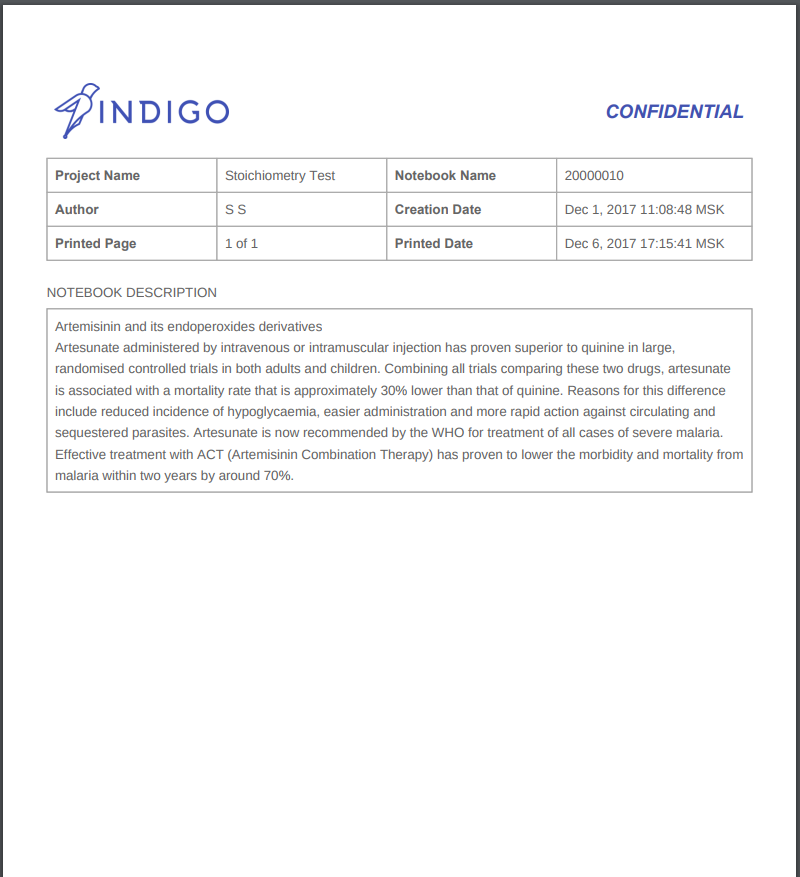 INDIGO
CONFIDENTIAL
Project Name Stoichiometry Test Notebook Name 20000010
Author S S Creation Date Dec 1, 2017 11:08:48 MSK
Printed Page 1 of 1 Printed Date Dec 6, 2017 17:15:41 MSK
NOTEBOOK DESCRIPTION
Artemisinin and its endoperoxides derivatives
Artesunate administered by intravenous or intramuscular injection has proven superior to quinine in large,
randomised controlled trials in both adults and children. Combining all trials comparing these two drugs, artesunate
is associated with a mortality rate that is approximately 30% lower than that of quinine. Reasons for this difference
include reduced incidence of hypoglycaemia, easier administration and more rapid action against circulating and
sequestered parasites. Artesunate is now recommended by the WHO for treatment of all cases of severe malaria.
Effective treatment with ACT (Artemisinin Combination Therapy) has proven to lower the morbidity and mortality from
malaria within two years by around 70%.